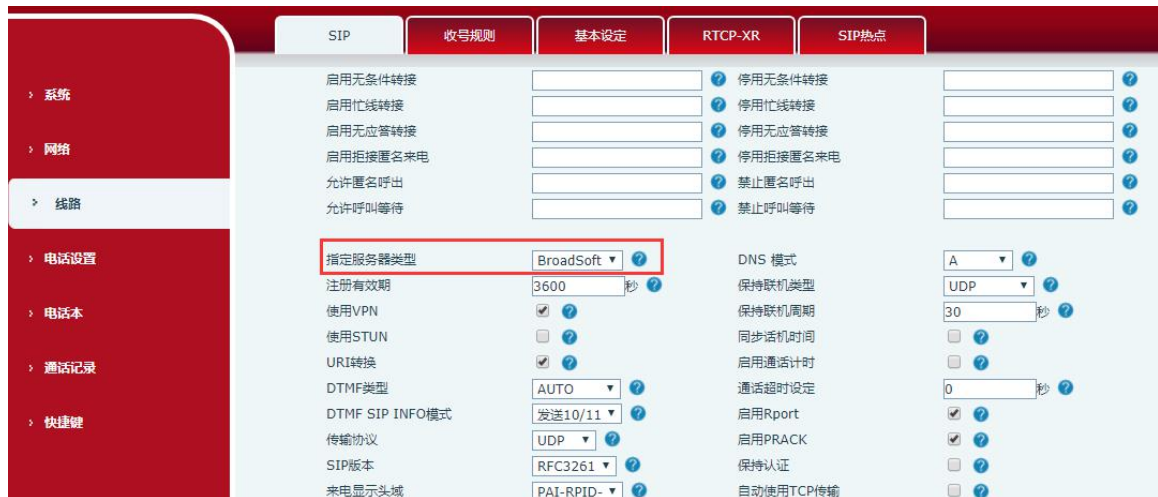 SIP 收号规则 基本设定 RTCP-XR SIP热点
› 系统
› 网络
› 线路
› 电话设置
› 电话本
› 通话记录
› 快捷键
启用无条件转接 停用无条件转接
启用忙线转接 停用忙线转接
启用无应答转接 停用无应答转接
启用拒接匿名来电 停用拒接匿名来电
允许匿名呼出 禁止匿名呼出
允许呼叫等待 禁止呼叫等待
指定服务器类型 BroadSoft DNS 模式 A
注册有效期 3600 秒 保持联机类型 UDP
使用VPN 保持联机周期 30 秒
使用STUN 同步话机时间
URI转换 启用通话计时
DTMF类型 AUTO 通话超时设定 0 秒
DTMF SIP INFO模式 发送10/11 启用Rport
传输协议 UDP 启用PRACK
SIP版本 RFC3261 保持认证
来电显示头域 PAI-RPID- 自动使用TCP传输